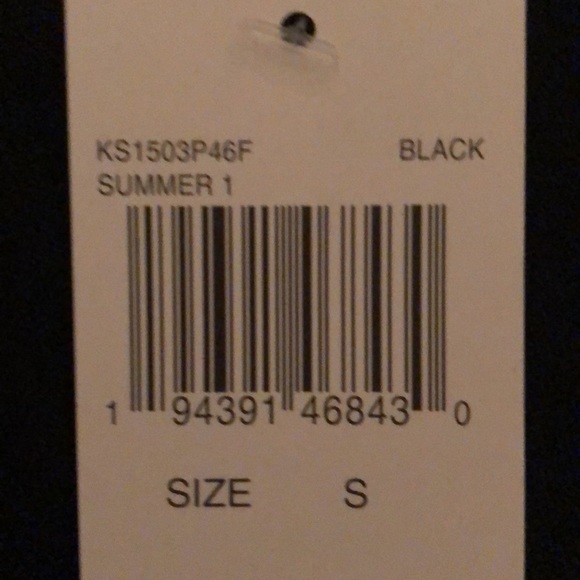 KS1503P46F BLACK
SUMMER 1
1 94391 46843 0
SIZE S